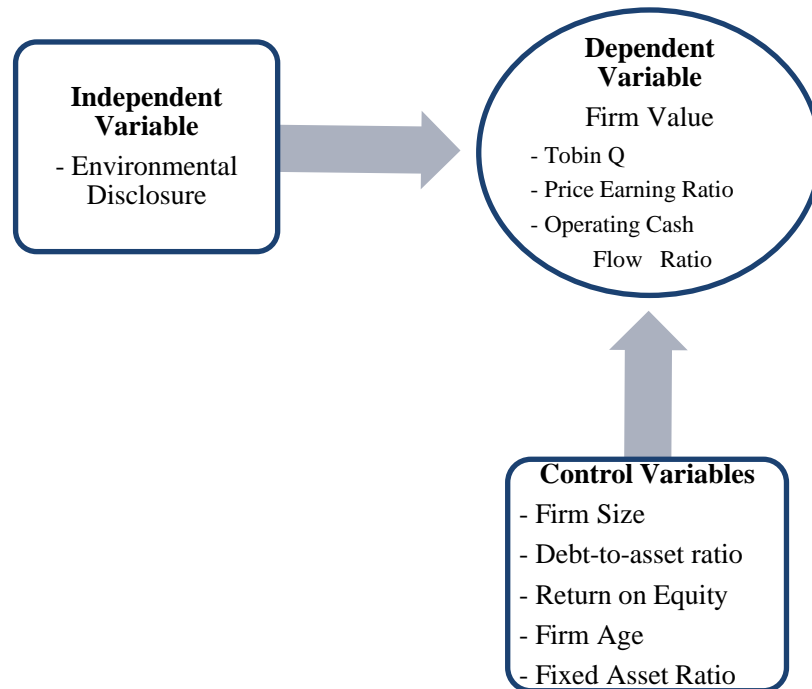 Independent
Variable
- Environmental
Disclosure
Dependent
Variable
Firm Value
- Tobin Q
- Price Earning Ratio
- Operating Cash
Flow Ratio
Control Variables
- Firm Size
- Debt-to-asset ratio
- Return on Equity
- Firm Age
- Fixed Asset Ratio